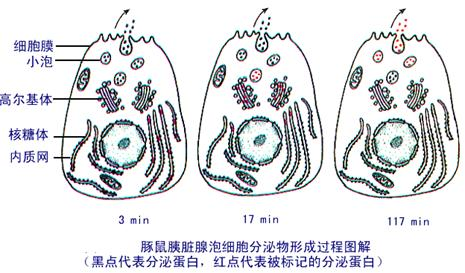 细胞膜
小泡
高尔基体
核糖体
内质网
3 min
17 min
117 min
豚鼠胰脏腺泡细胞分泌物形成过程图解
（黑点代表分泌蛋白，红点代表被标记的分泌蛋白）